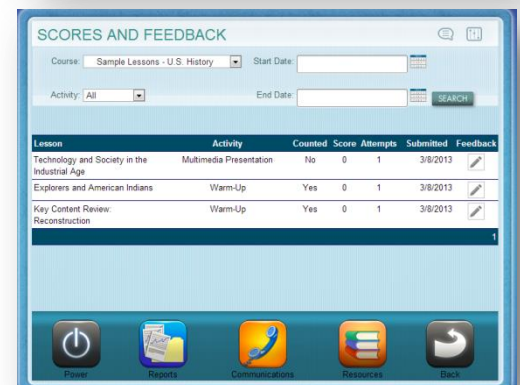 SCORES AND FEEDBACK
Course: Sample Lessons - U.S. History Start Date:
Activity: All End Date:
SEARCH
Lesson Activity Counted Score Attempts Submitted Feedback
Technology and Society in the Industrial Age Multimedia Presentation No 0 1 3/8/2013
Explorers and American Indians Warm-Up Yes 0 1 3/8/2013
Key Content Review: Reconstruction Warm-Up Yes 0 1 3/8/2013
1
Power Reports Communications Resources Back